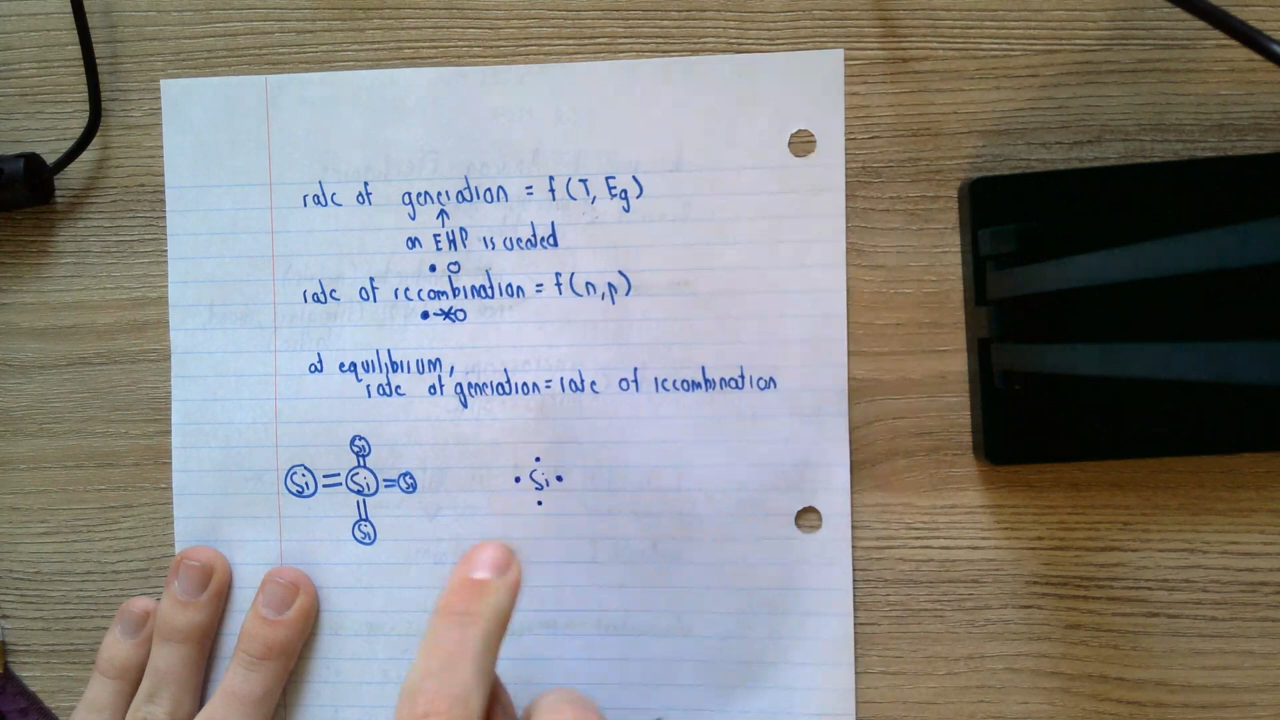 rate of generation = f(T, Eg)
↑
an EHP is created
rate of recombination = f(n,p)
at equilibrium,
rate of generation = rate of recombination
Si
Si = Si = Si
Si
Si